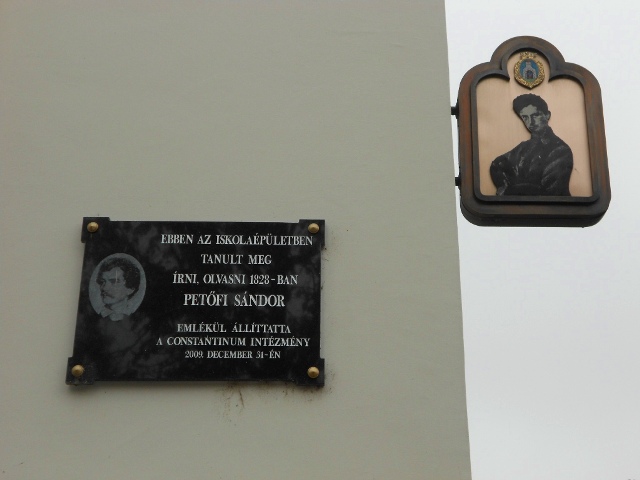 EBBEN AZ ISKOLAÉPÜLETBEN
TANULT MEG
ÍRNI, OLVASNI 1828-BAN
PETŐFI SÁNDOR
EMLÉKÜL ÁLLÍTTATTA
A CONSTANTINUM INTÉZMÉNY
2009. DECEMBER 31-ÉN